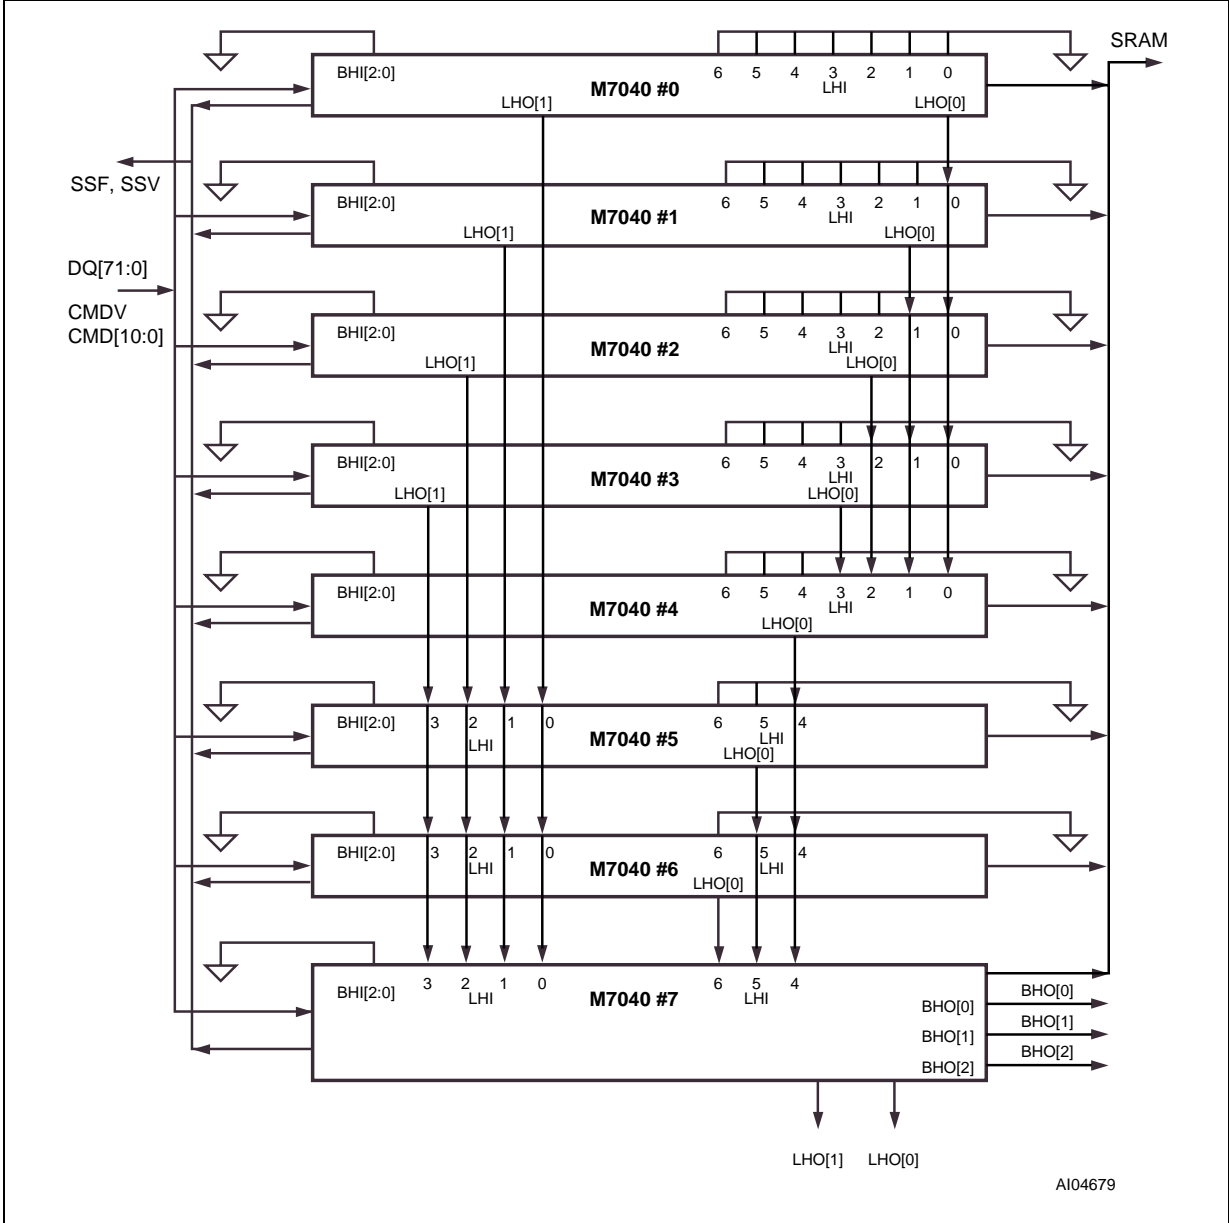 SRAM
BHI[2:0]
6 5 4 3 2 1 0
LHI
M7040 #0
LHO[1]
LHO[0]
SSF, SSV
BHI[2:0]
6 5 4 3 2 1 0
LHI
M7040 #1
LHO[1]
LHO[0]
DQ[71:0]
CMDV
CMD[10:0]
BHI[2:0]
6 5 4 3 2 1 0
LHI
M7040 #2
LHO[1]
LHO[0]
BHI[2:0]
6 5 4 3 2 1 0
LHI
M7040 #3
LHO[1]
LHO[0]
BHI[2:0]
6 5 4 3 2 1 0
LHI
M7040 #4
LHO[0]
BHI[2:0]
3 2 1 0
6 5 4
LHI
LHI
M7040 #5
LHO[0]
BHI[2:0]
3 2 1 0
6 5 4
LHI
LHI
M7040 #6
LHO[0]
BHI[2:0]
3 2 1 0
6 5 4
LHI
LHI
M7040 #7
BHO[0]
BHO[0]
BHO[1]
BHO[1]
BHO[2]
BHO[2]
LHO[1]
LHO[0]
AI04679